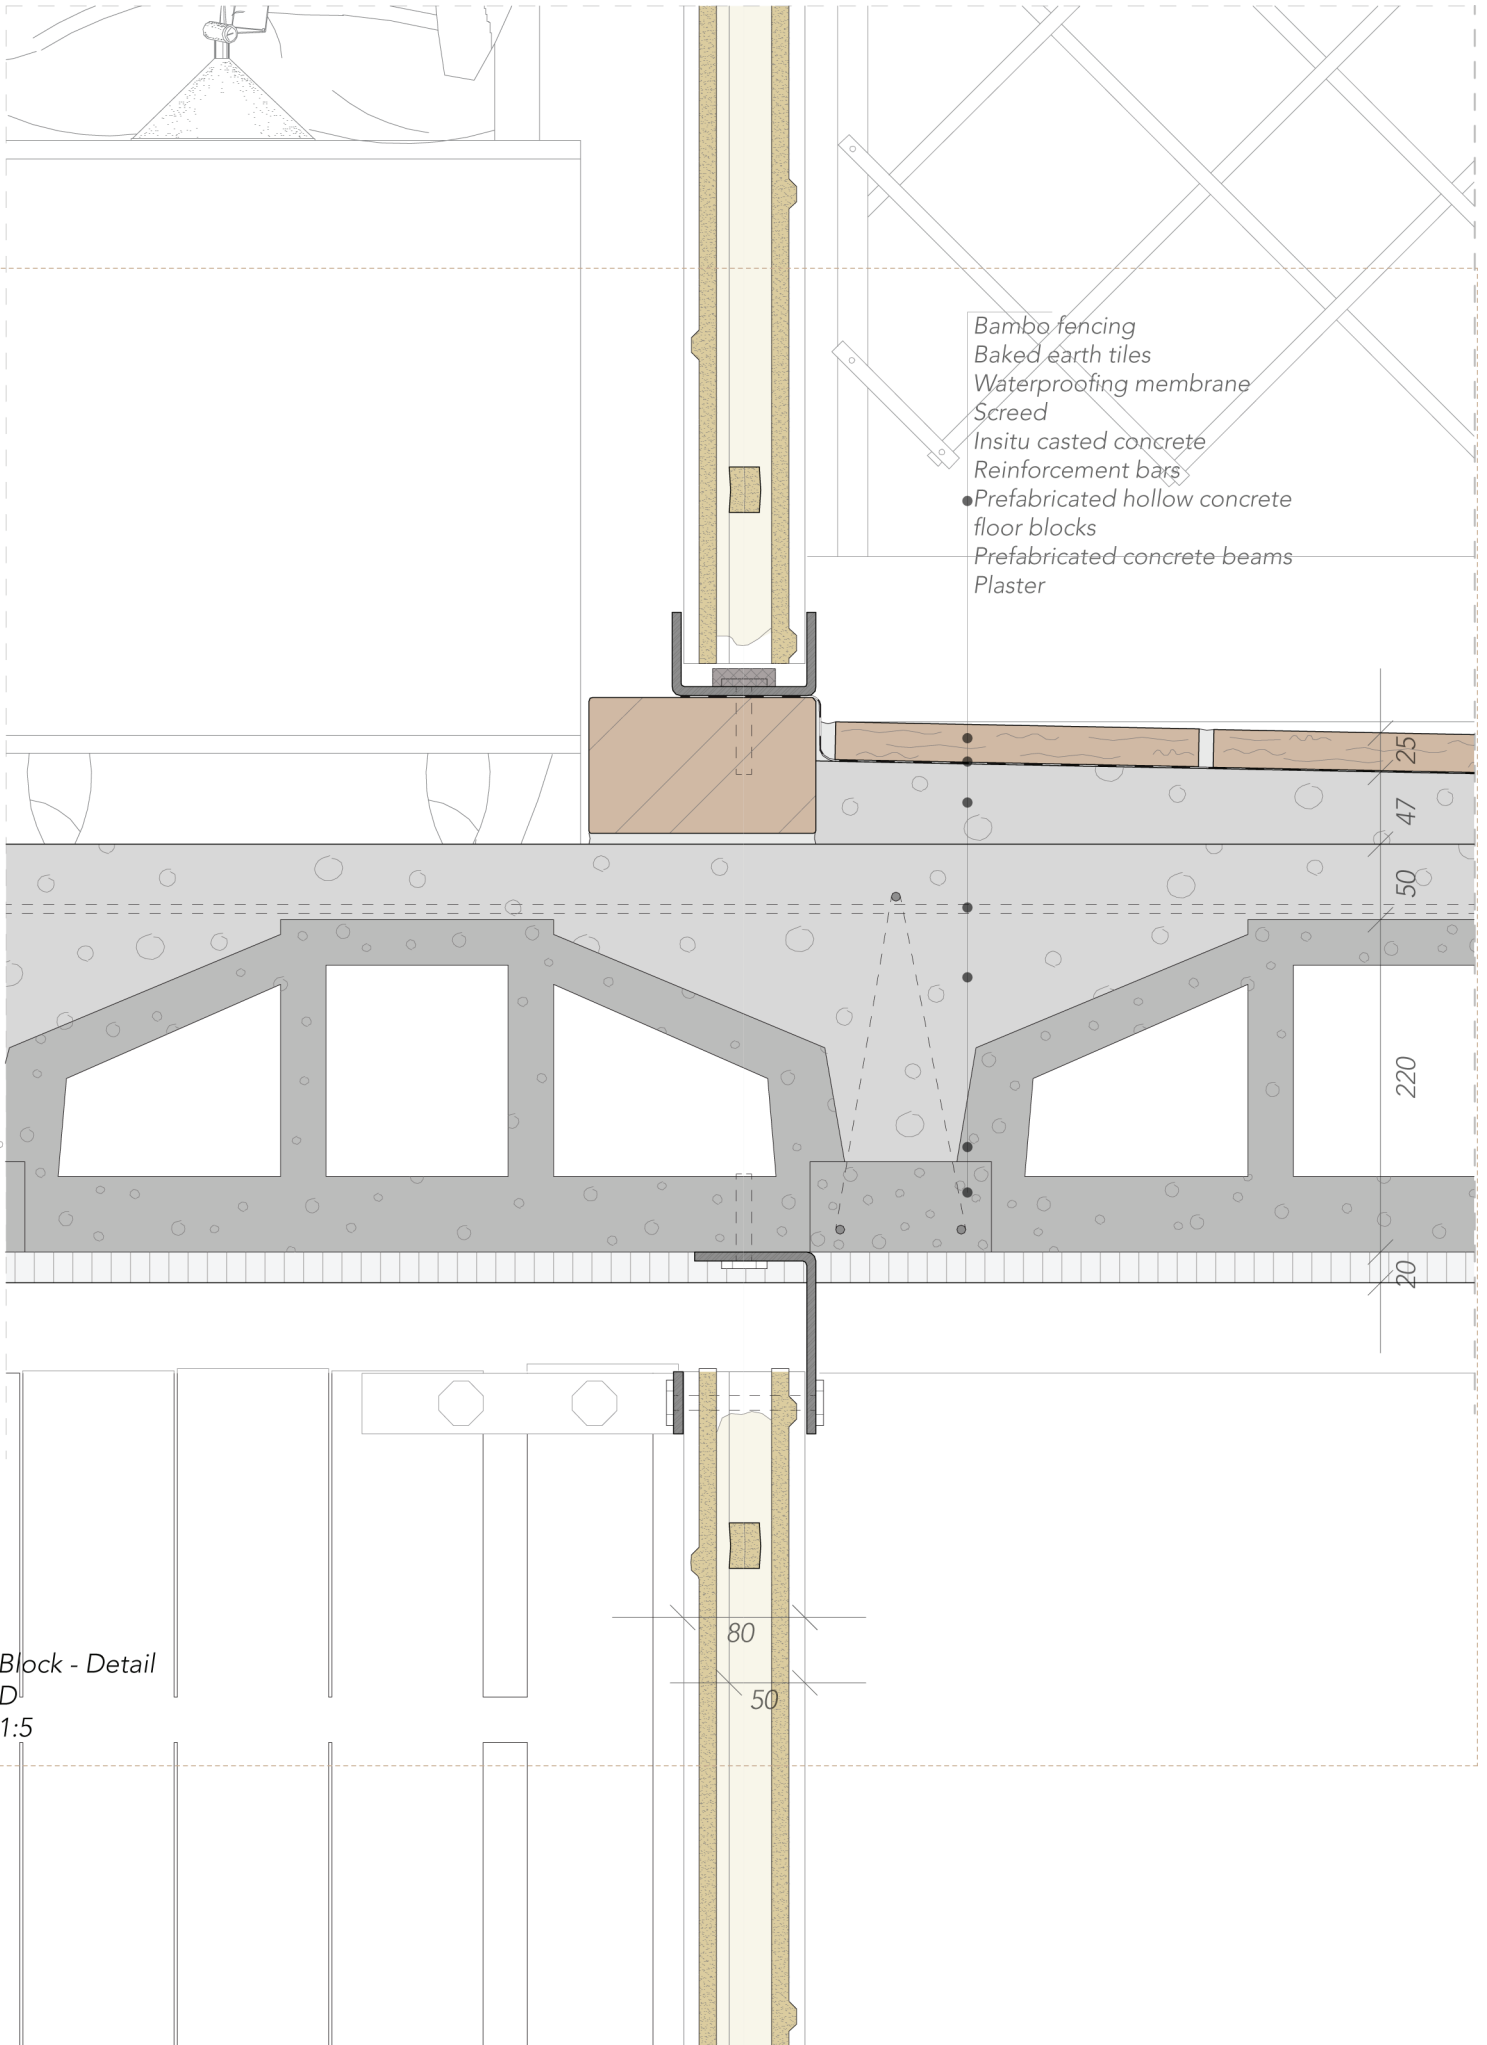 Bambo fencing
Baked earth tiles
Waterproofing membrane
Screed
Insitu casted concrete
Reinforcement bars
Prefabricated hollow concrete
floor blocks
Prefabricated concrete beams
Plaster
25
47
50
220
20
80
50
Block - Detail
D
1:5